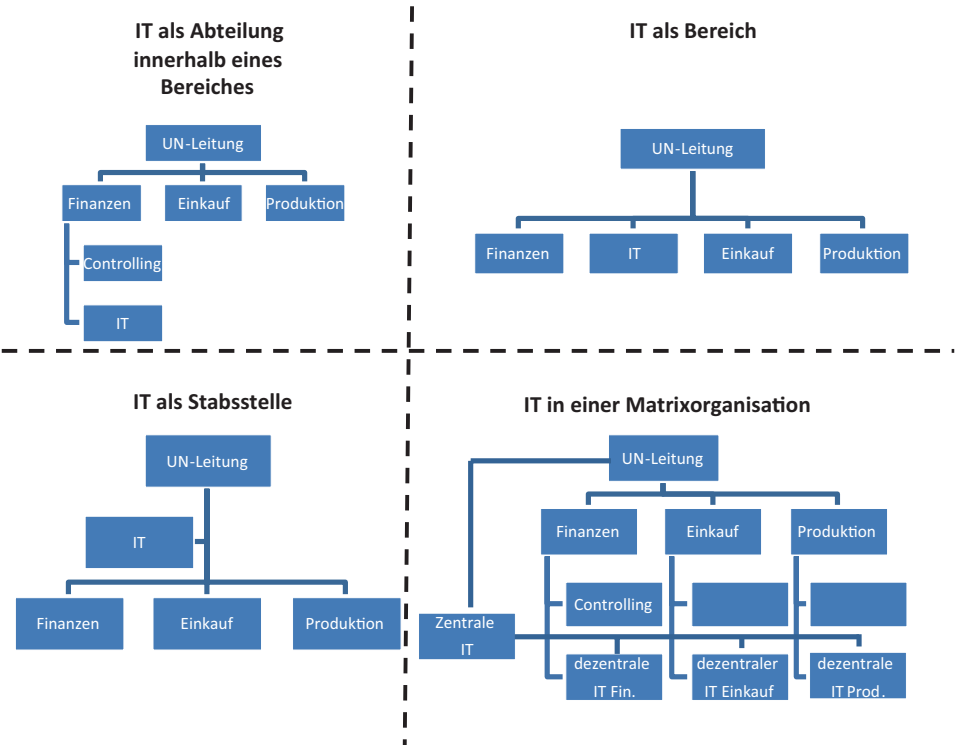 IT als Abteilung
innerhalb eines
Bereiches
UN-Leitung
Finanzen
Einkauf
Produktion
Controlling
IT
IT als Bereich
UN-Leitung
Finanzen
IT
Einkauf
Produktion
IT als Stabsstelle
UN-Leitung
IT
Finanzen
Einkauf
Produktion
IT in einer Matrixorganisation
UN-Leitung
Finanzen
Einkauf
Produktion
Controlling
Zentrale
IT
dezentrale
IT Fin.
dezentraler
IT Einkauf
dezentrale
IT Prod.